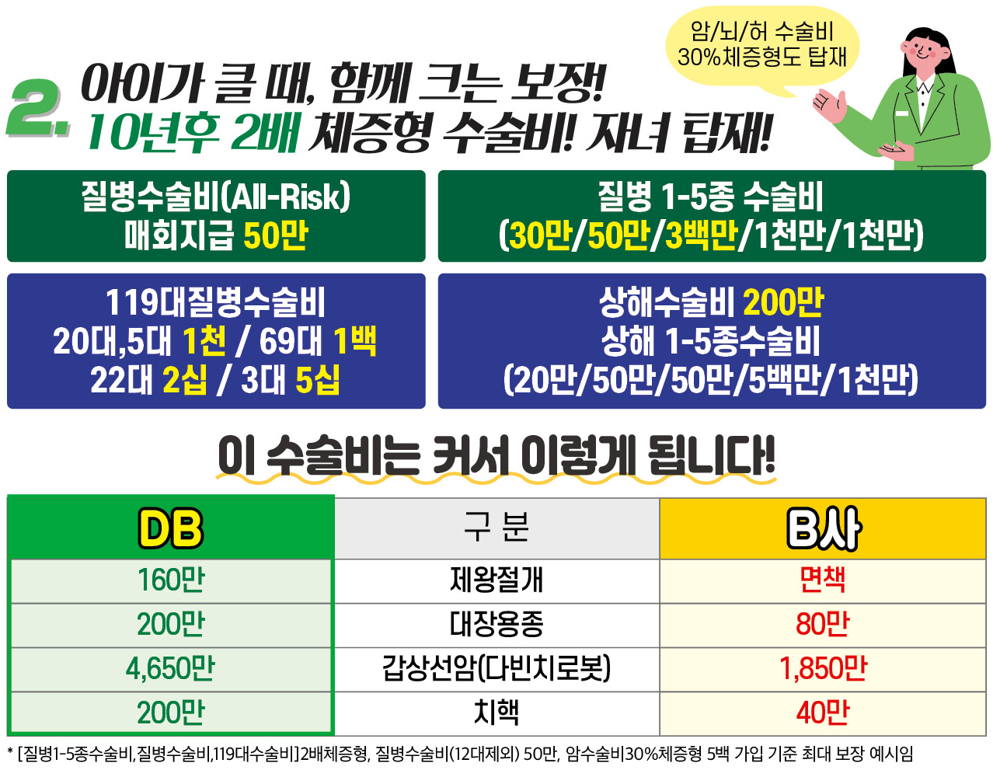 암/뇌/허 수술비
30%체증형도 탑재
2.
아이가 클 때, 함께 크는 보장!
10년후 2배 체증형 수술비! 자녀 탑재!
질병수술비(All-Risk)
매회지급 50만
질병 1-5종 수술비
(30만/50만/3백만/1천만/1천만)
119대질병수술비
20대,5대 1천 / 69대 1백
22대 2십 / 3대 5십
상해수술비 200만
상해 1-5종수술비
(20만/50만/50만/5백만/1천만)
이 수술비는 커서 이렇게 됩니다!
DB 구 분 B사
160만 제왕절개 면책
200만 대장용종 80만
4,650만 갑상선암(다빈치로봇) 1,850만
200만 치핵 40만
* [질병1-5종수술비,질병수술비,119대수술비]2배체증형, 질병수술비(12대제외) 50만, 암수술비30%체증형 5백 가입 기준 최대 보장 예시임